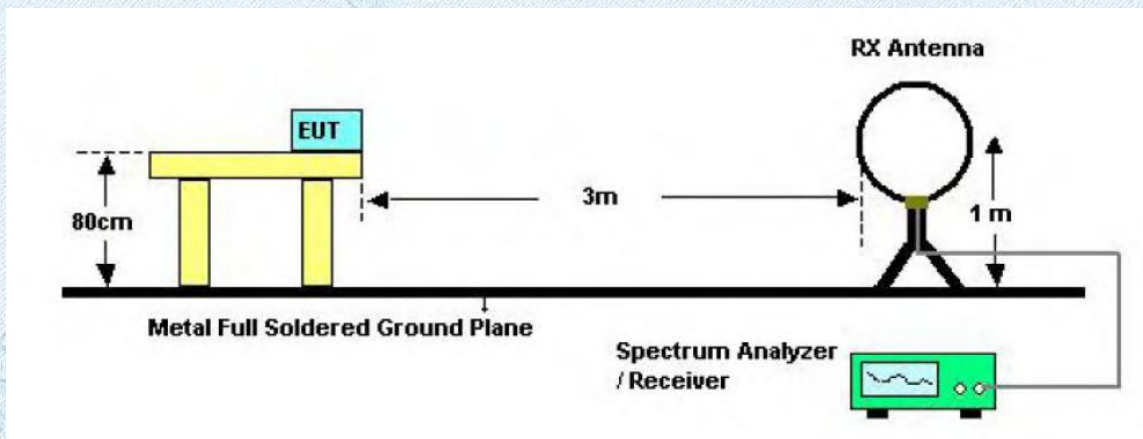 RX Antenna
EUT
80cm
3m
1 m
Metal Full Soldered Ground Plane
Spectrum Analyzer
/ Receiver